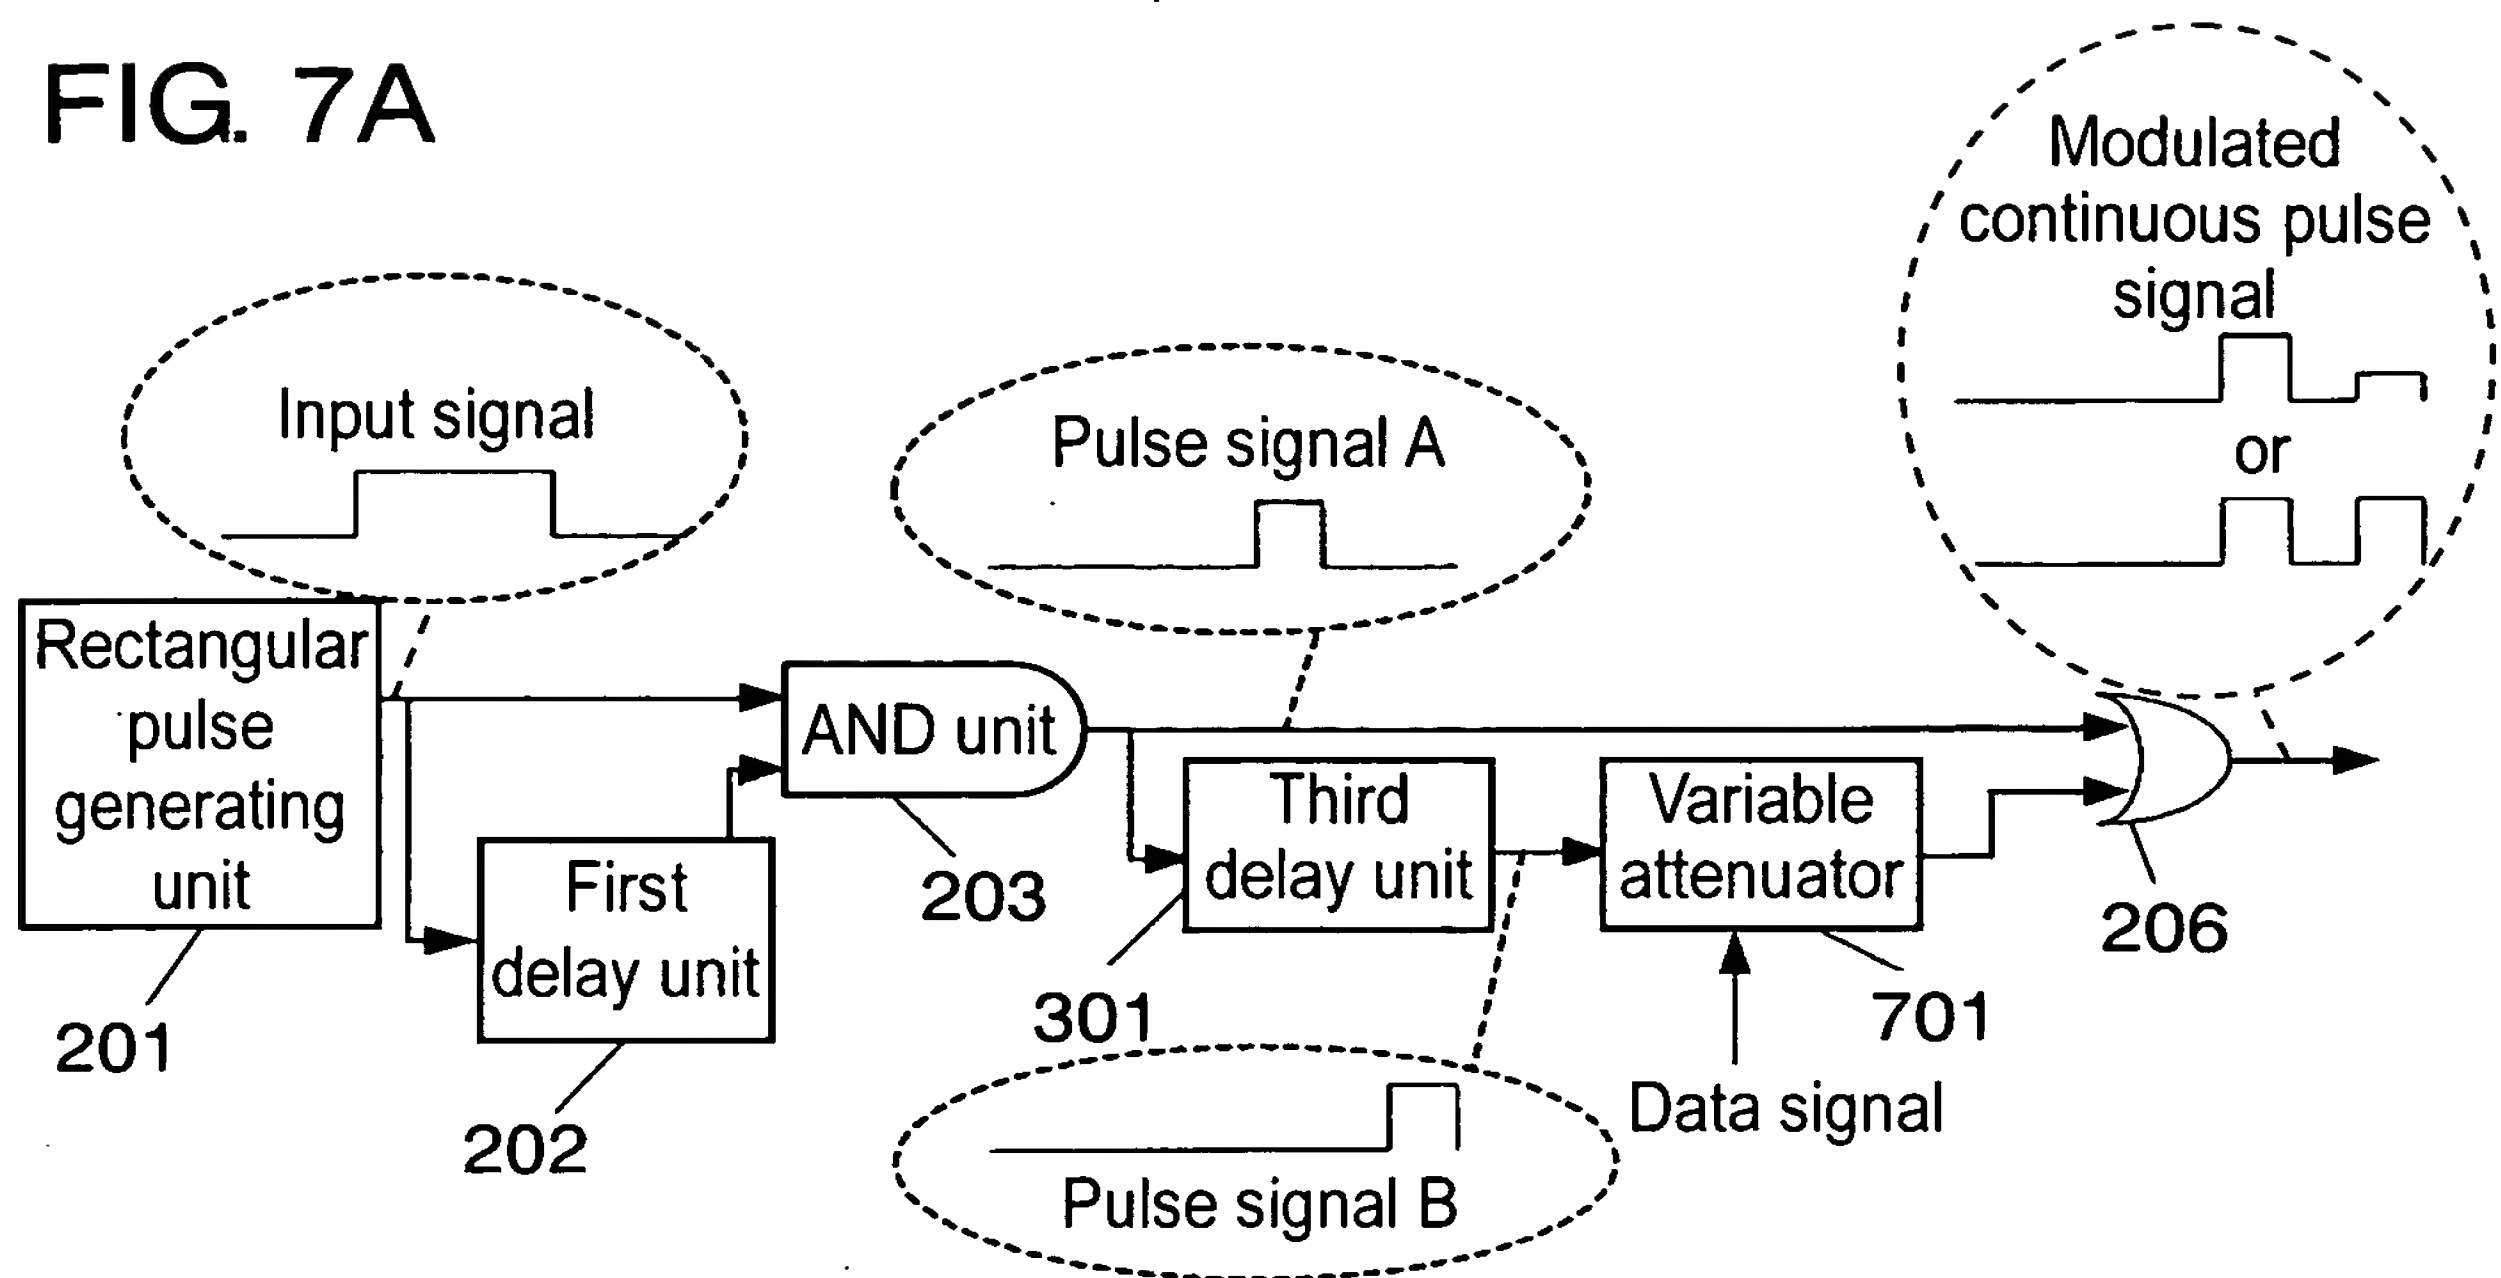 FIG. 7A
Modulated
continuous pulse
signal
or
Input signal
Pulse signal A
Rectangular
pulse
generating
unit
AND unit
Third
delay unit
Variable
attenuator
First
delay unit
203
206
301
701
201
202
Data signal
Pulse signal B